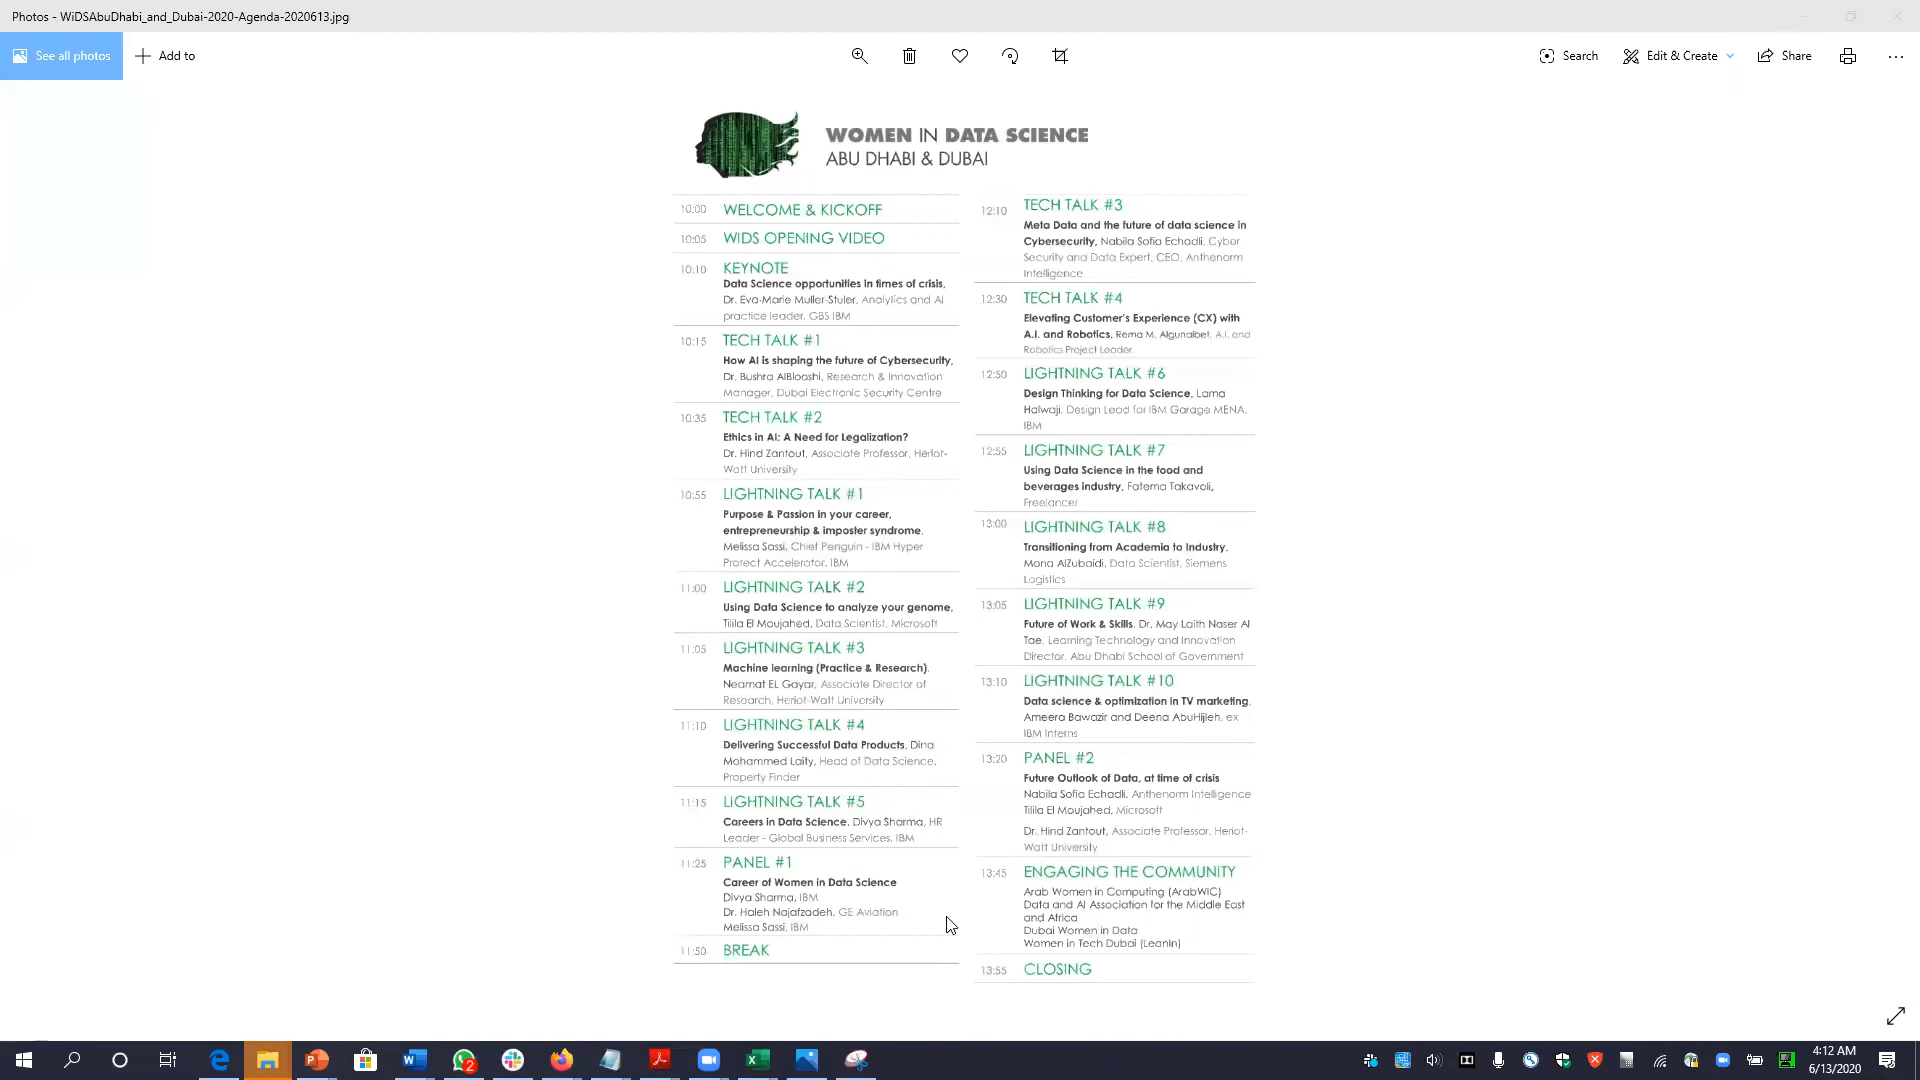 Photos - WiDSAbuDhabi_and_Dubai-2020-Agenda-2020613.jpg
See all photos
Add to
Search
Edit & Create
Share
WOMEN IN DATA SCIENCE
ABU DHABI & DUBAI
10:00 WELCOME & KICKOFF
10:05 WIDS OPENING VIDEO
10:10 KEYNOTE
Data Science opportunities in times of crisis,
Dr. Eva-Marie Muller-Stuler, Analytics and AI
practice leader, GBS IBM
10:15 TECH TALK #1
How AI is shaping the future of Cybersecurity,
Dr. Bushra AlBlooshi, Research & Innovation
Manager, Dubai Electronic Security Centre
10:35 TECH TALK #2
Ethics in AI: A Need for Legalization?
Dr. Hind Zantout, Associate Professor, Heriot-
Watt University
10:55 LIGHTNING TALK #1
Purpose & Passion in your career,
entrepreneurship & imposter syndrome,
Melissa Sassi, Chief Penguin - IBM Hyper
Protect Accelerator, IBM
11:00 LIGHTNING TALK #2
Using Data Science to analyze your genome,
Tilila El Moujahed, Data Scientist, Microsoft
11:05 LIGHTNING TALK #3
Machine learning (Practice & Research),
Neamat EL Gayar, Associate Director of
Research, Heriot-Watt University
11:10 LIGHTNING TALK #4
Delivering Successful Data Products, Dina
Mohammed Laity, Head of Data Science,
Property Finder
11:15 LIGHTNING TALK #5
Careers in Data Science, Divya Sharma, HR
Leader - Global Business Services, IBM
11:25 PANEL #1
Career of Women in Data Science
Divya Sharma, IBM
Dr. Haleh Najafzadeh, GE Aviation
Melissa Sassi, IBM
11:50 BREAK
12:10 TECH TALK #3
Meta Data and the future of data science in
Cybersecurity, Nabila Sofia Echadli, Cyber
Security and Data Expert, CEO, Anthenorm
Intelligence
12:30 TECH TALK #4
Elevating Customer's Experience (CX) with
A.I. and Robotics, Rema M. Algunaibet, A.I. and
Robotics Project Leader
12:50 LIGHTNING TALK #6
Design Thinking for Data Science, Lama
Halwaji, Design Lead for IBM Garage MENA,
IBM
12:55 LIGHTNING TALK #7
Using Data Science in the food and
beverages industry, Fatema Takavoli,
Freelancer
13:00 LIGHTNING TALK #8
Transitioning from Academia to Industry,
Mona AlZubaidi, Data Scientist, Siemens
Logistics
13:05 LIGHTNING TALK #9
Future of Work & Skills, Dr. May Laith Naser Al
Tae, Learning Technology and Innovation
Director, Abu Dhabi School of Government
13:10 LIGHTNING TALK #10
Data science & optimization in TV marketing,
Ameera Bawazir and Deena AbuHijleh, ex
IBM Interns
13:20 PANEL #2
Future Outlook of Data, at time of crisis
Nabila Sofia Echadli, Anthenorm Intelligence
Tilila El Moujahed, Microsoft
Dr. Hind Zantout, Associate Professor, Heriot-
Watt University
13:45 ENGAGING THE COMMUNITY
Arab Women in Computing (ArabWIC)
Data and AI Association for the Middle East
and Africa
Dubai Women in Data
Women in Tech Dubai (LeanIn)
13:55 CLOSING
4:12 AM
6/13/2020